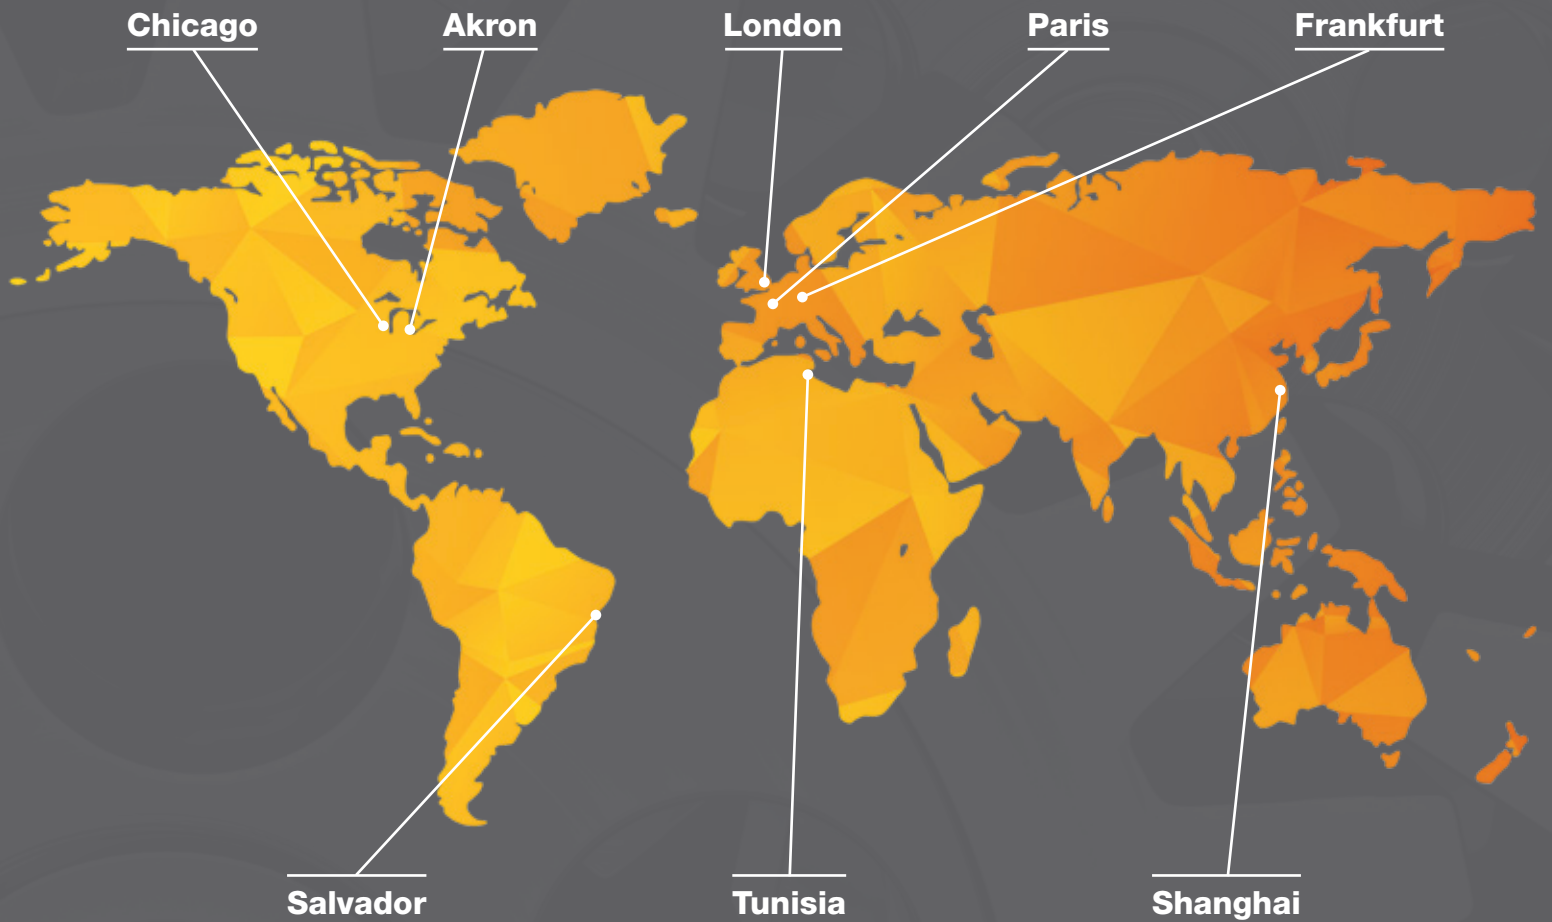 Chicago
Akron
London
Paris
Frankfurt
Salvador
Tunisia
Shanghai